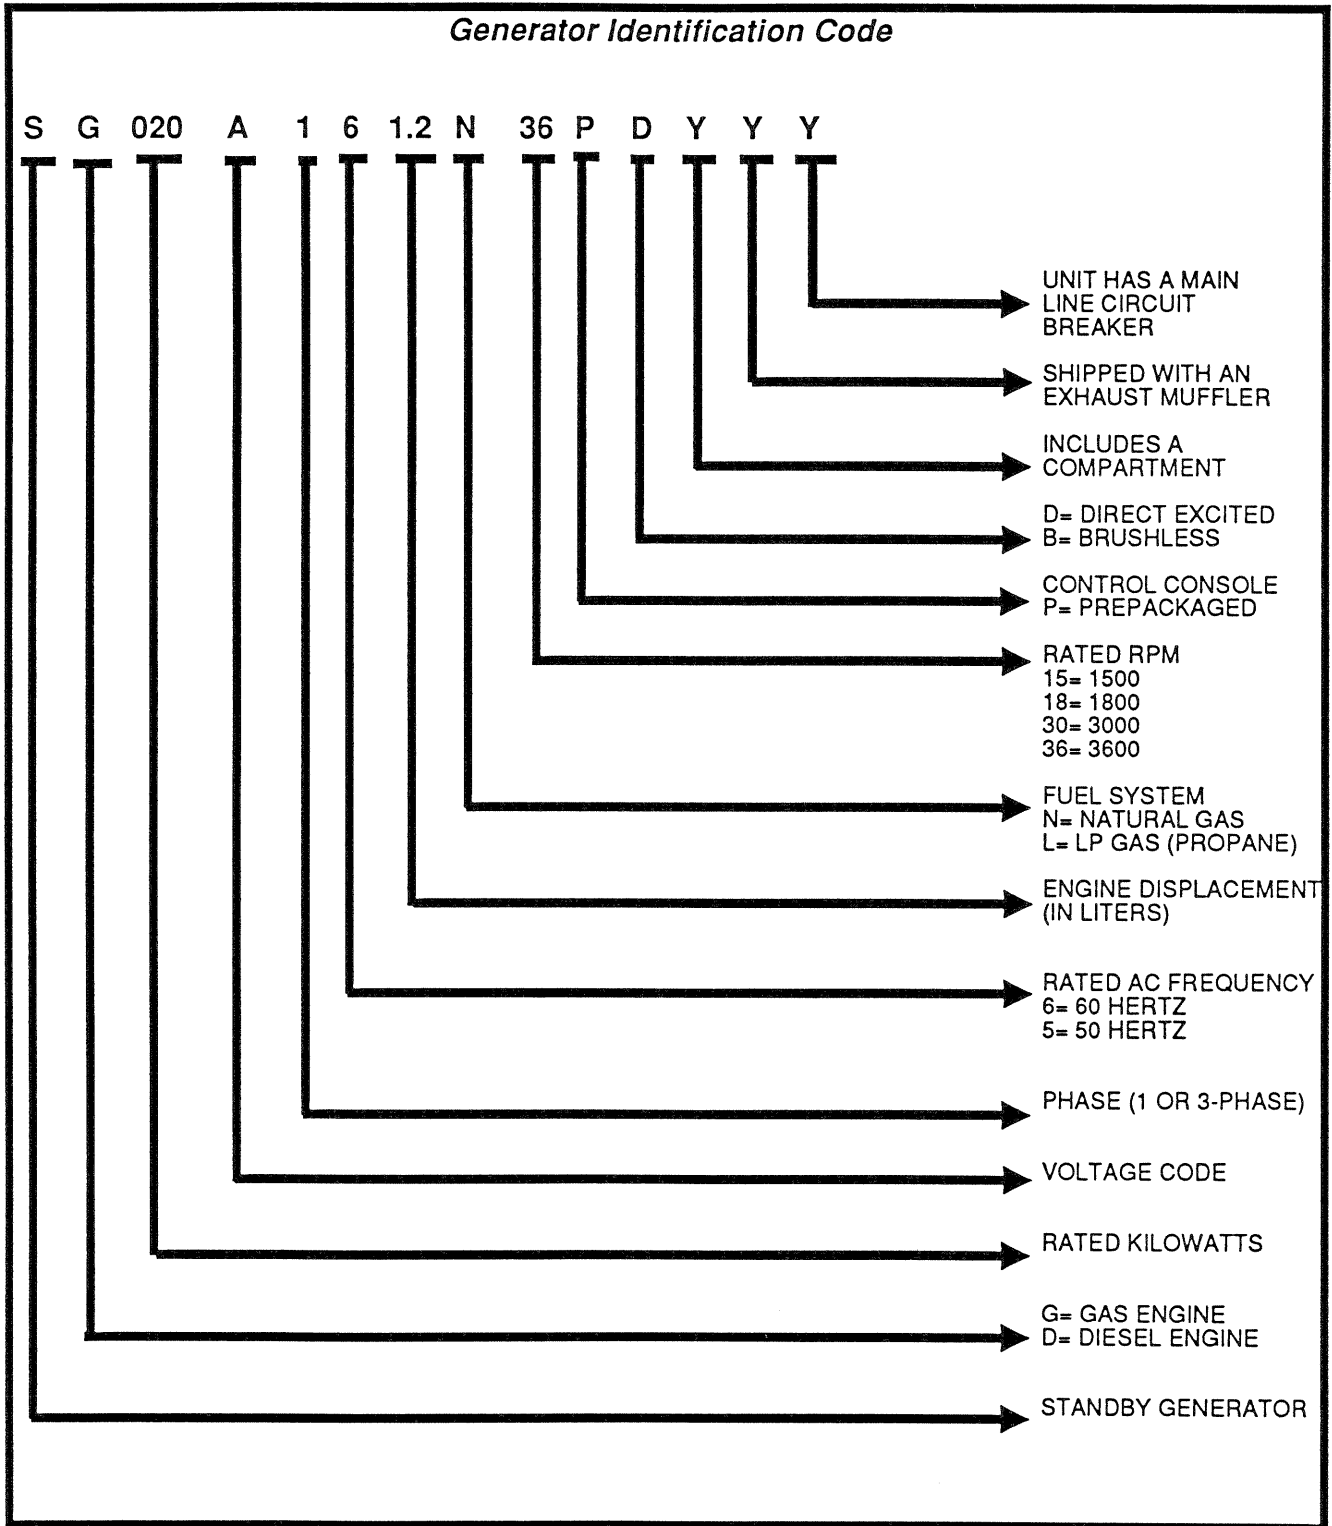 Generator Identification Code
S G 020 A 1 6 1.2 N 36 P D Y Y Y
UNIT HAS A MAIN
LINE CIRCUIT
BREAKER
SHIPPED WITH AN
EXHAUST MUFFLER
INCLUDES A
COMPARTMENT
D= DIRECT EXCITED
B= BRUSHLESS
CONTROL CONSOLE
P= PREPACKAGED
RATED RPM
15= 1500
18= 1800
30= 3000
36= 3600
FUEL SYSTEM
N= NATURAL GAS
L= LP GAS (PROPANE)
ENGINE DISPLACEMENT
(IN LITERS)
RATED AC FREQUENCY
6= 60 HERTZ
5= 50 HERTZ
PHASE (1 OR 3-PHASE)
VOLTAGE CODE
RATED KILOWATTS
G= GAS ENGINE
D= DIESEL ENGINE
STANDBY GENERATOR